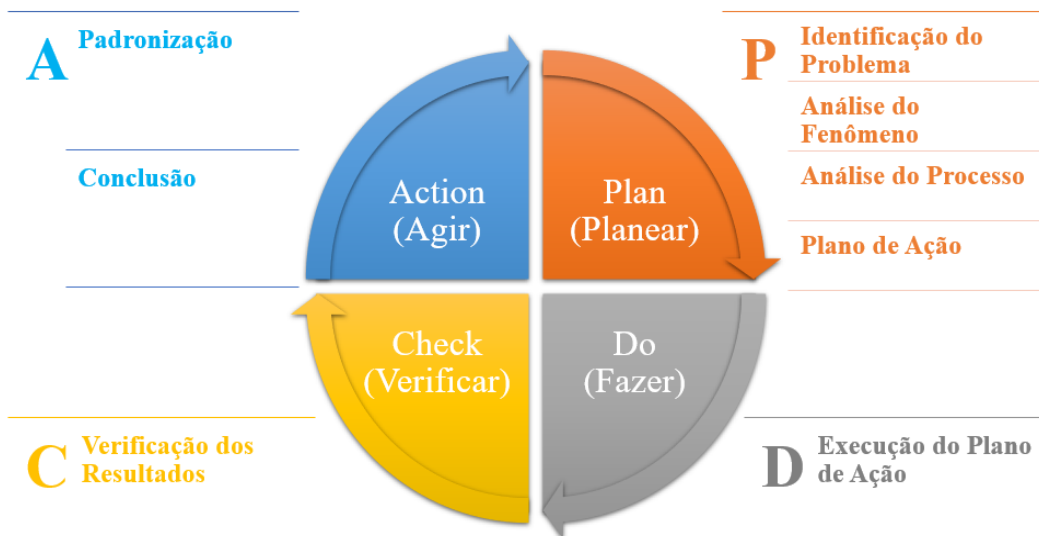 A
Padronização
Conclusão
Action
(Agir)
Plan
(Planear)
P
Identificação do
Problema
Análise do
Fenômeno
Análise do Processo
Plano de Ação
Check
(Verificar)
Do
(Fazer)
C
Verificação dos
Resultados
D
Execução do Plano
de Ação